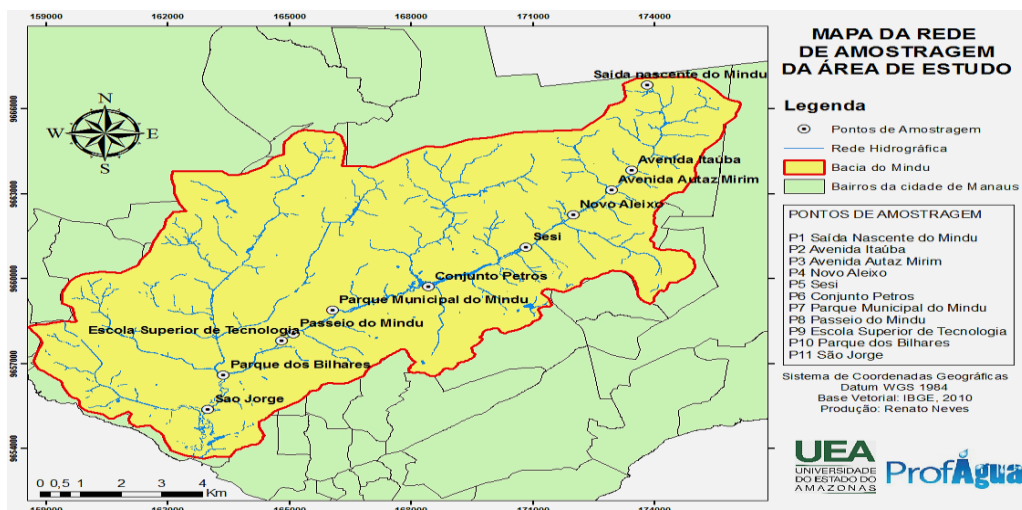 159000 162000 165000 168000 171000 174000
MAPA DA REDE
DE AMOSTRAGEM
DA ÁREA DE ESTUDO
Legenda
Pontos de Amostragem
Rede Hidrográfica
Bacia do Mindu
Bairros da cidade de Manaus
PONTOS DE AMOSTRAGEM
P1 Saída Nascente do Mindu
P2 Avenida Itaúba
P3 Avenida Autaz Mirim
P4 Novo Aleixo
P5 Sesi
P6 Conjunto Petros
P7 Parque Municipal do Mindu
P8 Passeio do Mindu
P9 Escola Superior de Tecnologia
P10 Parque dos Bilhares
P11 São Jorge
Sistema de Coordenadas Geográficas
Datum WGS 1984
Base Vetorial: IBGE, 2010
Produção: Renato Neves
UEA
UNIVERSIDADE
DO ESTADO DO
AMAZONAS
ProfÁgua
N
W E
S
Saída nascente do Mindu
Avenida Itaúba
Avenida Autaz Mirim
Novo Aleixo
Sesi
Conjunto Petros
Parque Municipal do Mindu
Passeio do Mindu
Escola Superior de Tecnologia
Parque dos Bilhares
Sao Jorge
9666000
9663000
9660000
9657000
9654000
0 0,5 1 2 3 4
Km